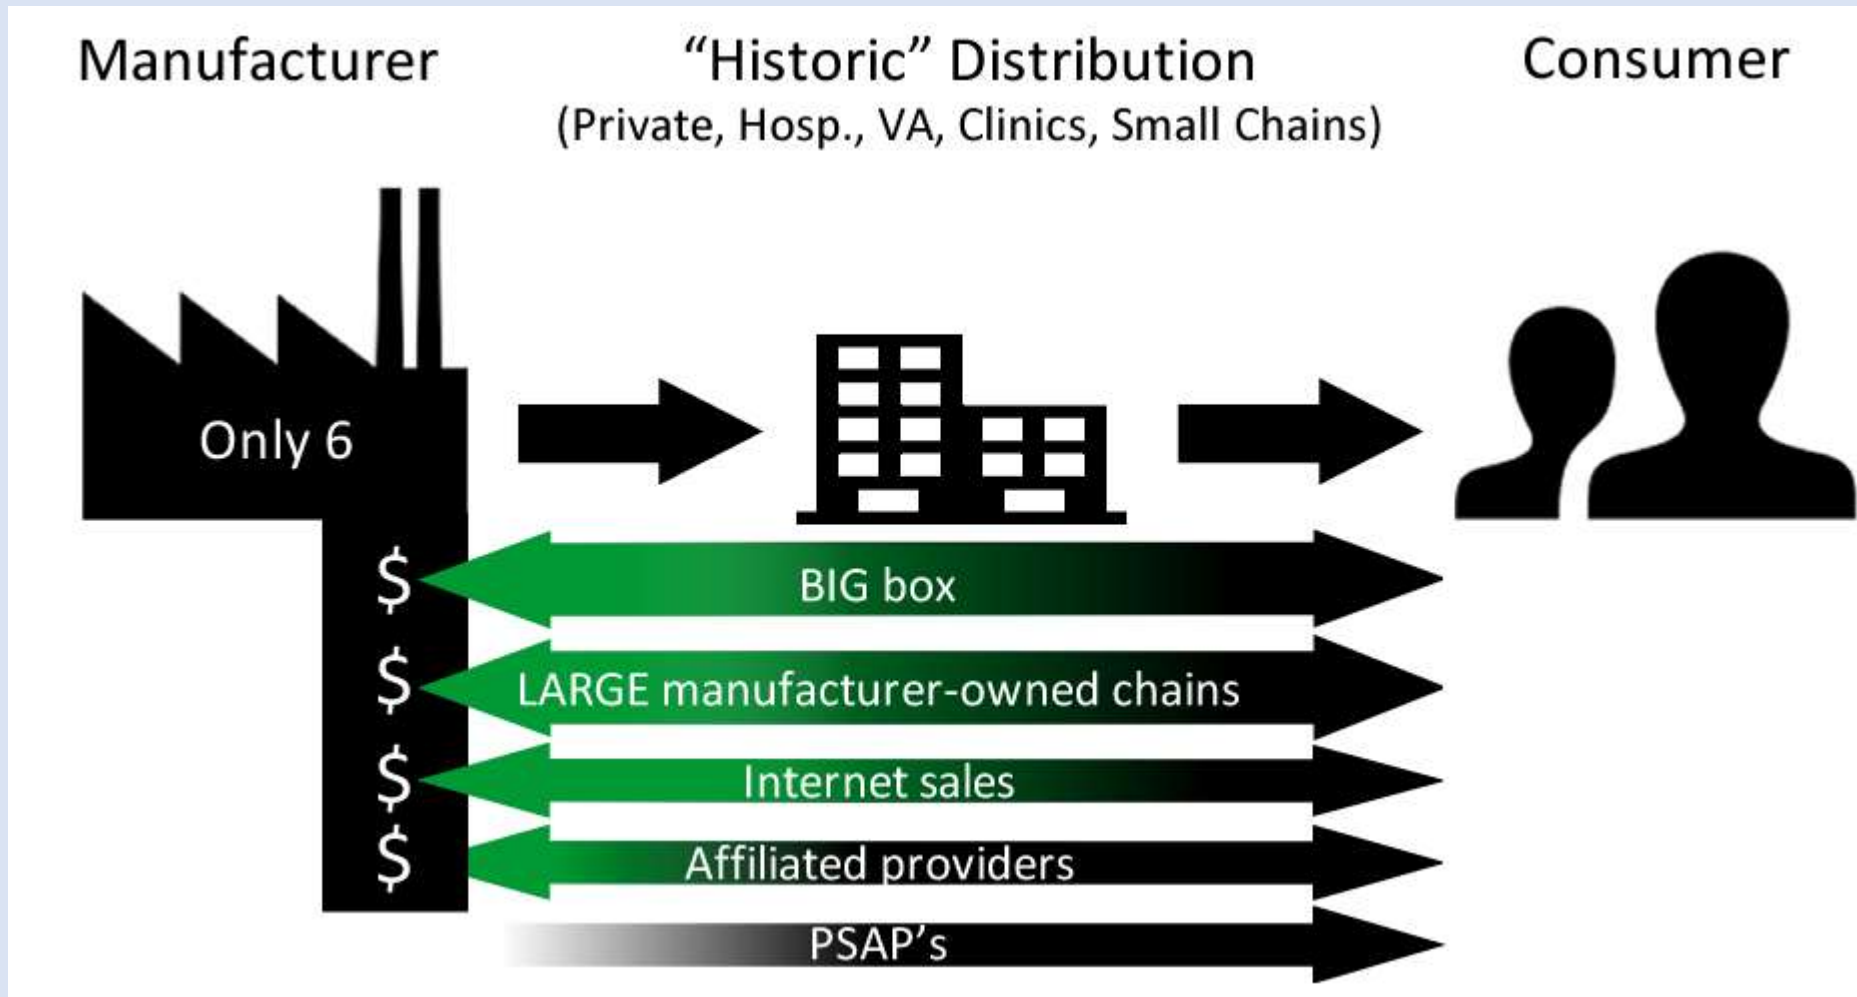 Manufacturer
“Historic” Distribution
(Private, Hosp., VA, Clinics, Small Chains)
Consumer
Only 6
$
BIG box
$
LARGE manufacturer-owned chains
$
Internet sales
$
Affiliated providers
PSAP’s